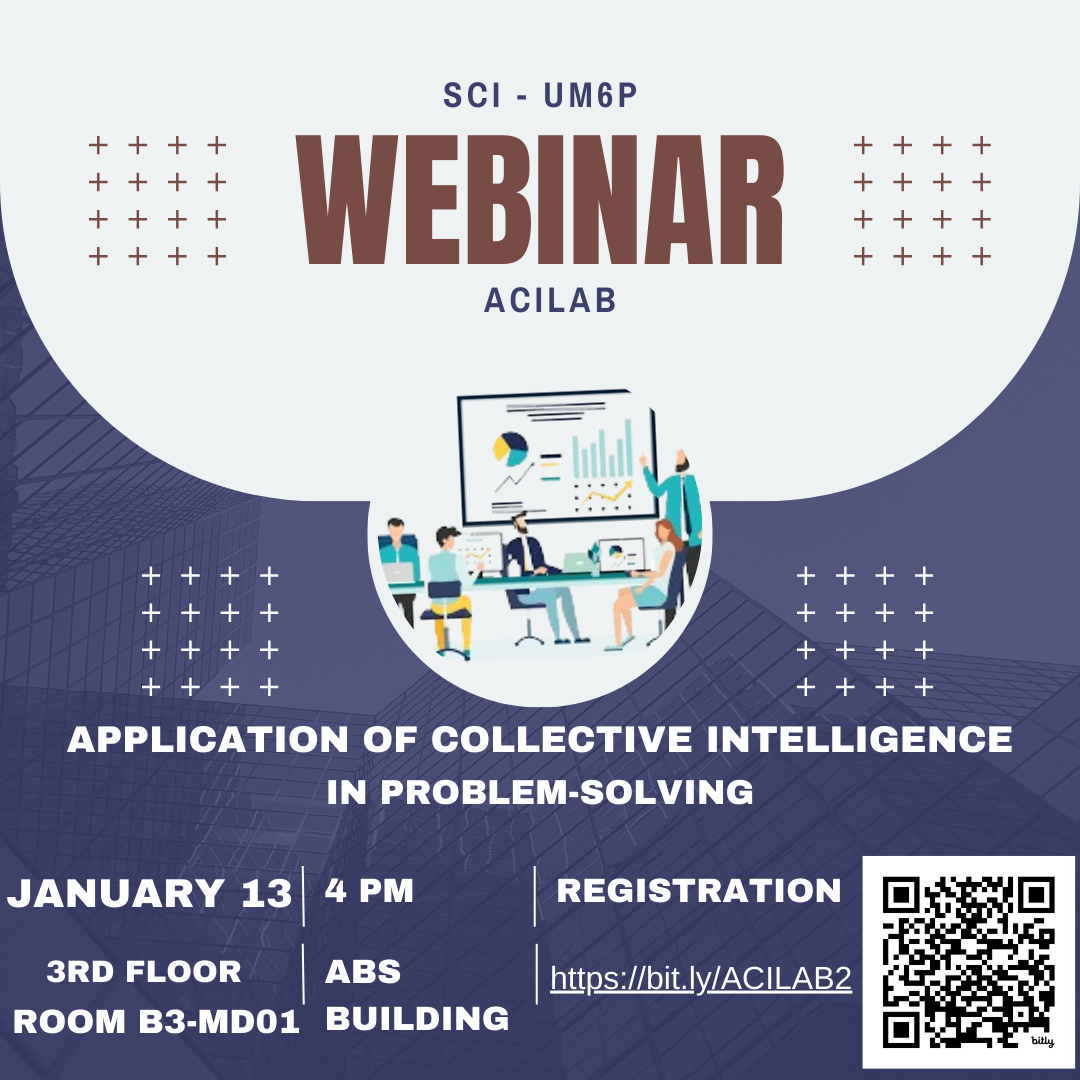 SCI - UM6P
WEBINAR
ACILAB
APPLICATION OF COLLECTIVE INTELLIGENCE
IN PROBLEM-SOLVING
JANUARY 13
4 PM
REGISTRATION
3RD FLOOR
ROOM B3-MD01
ABS
BUILDING
https://bit.ly/ACILAB2
bitly